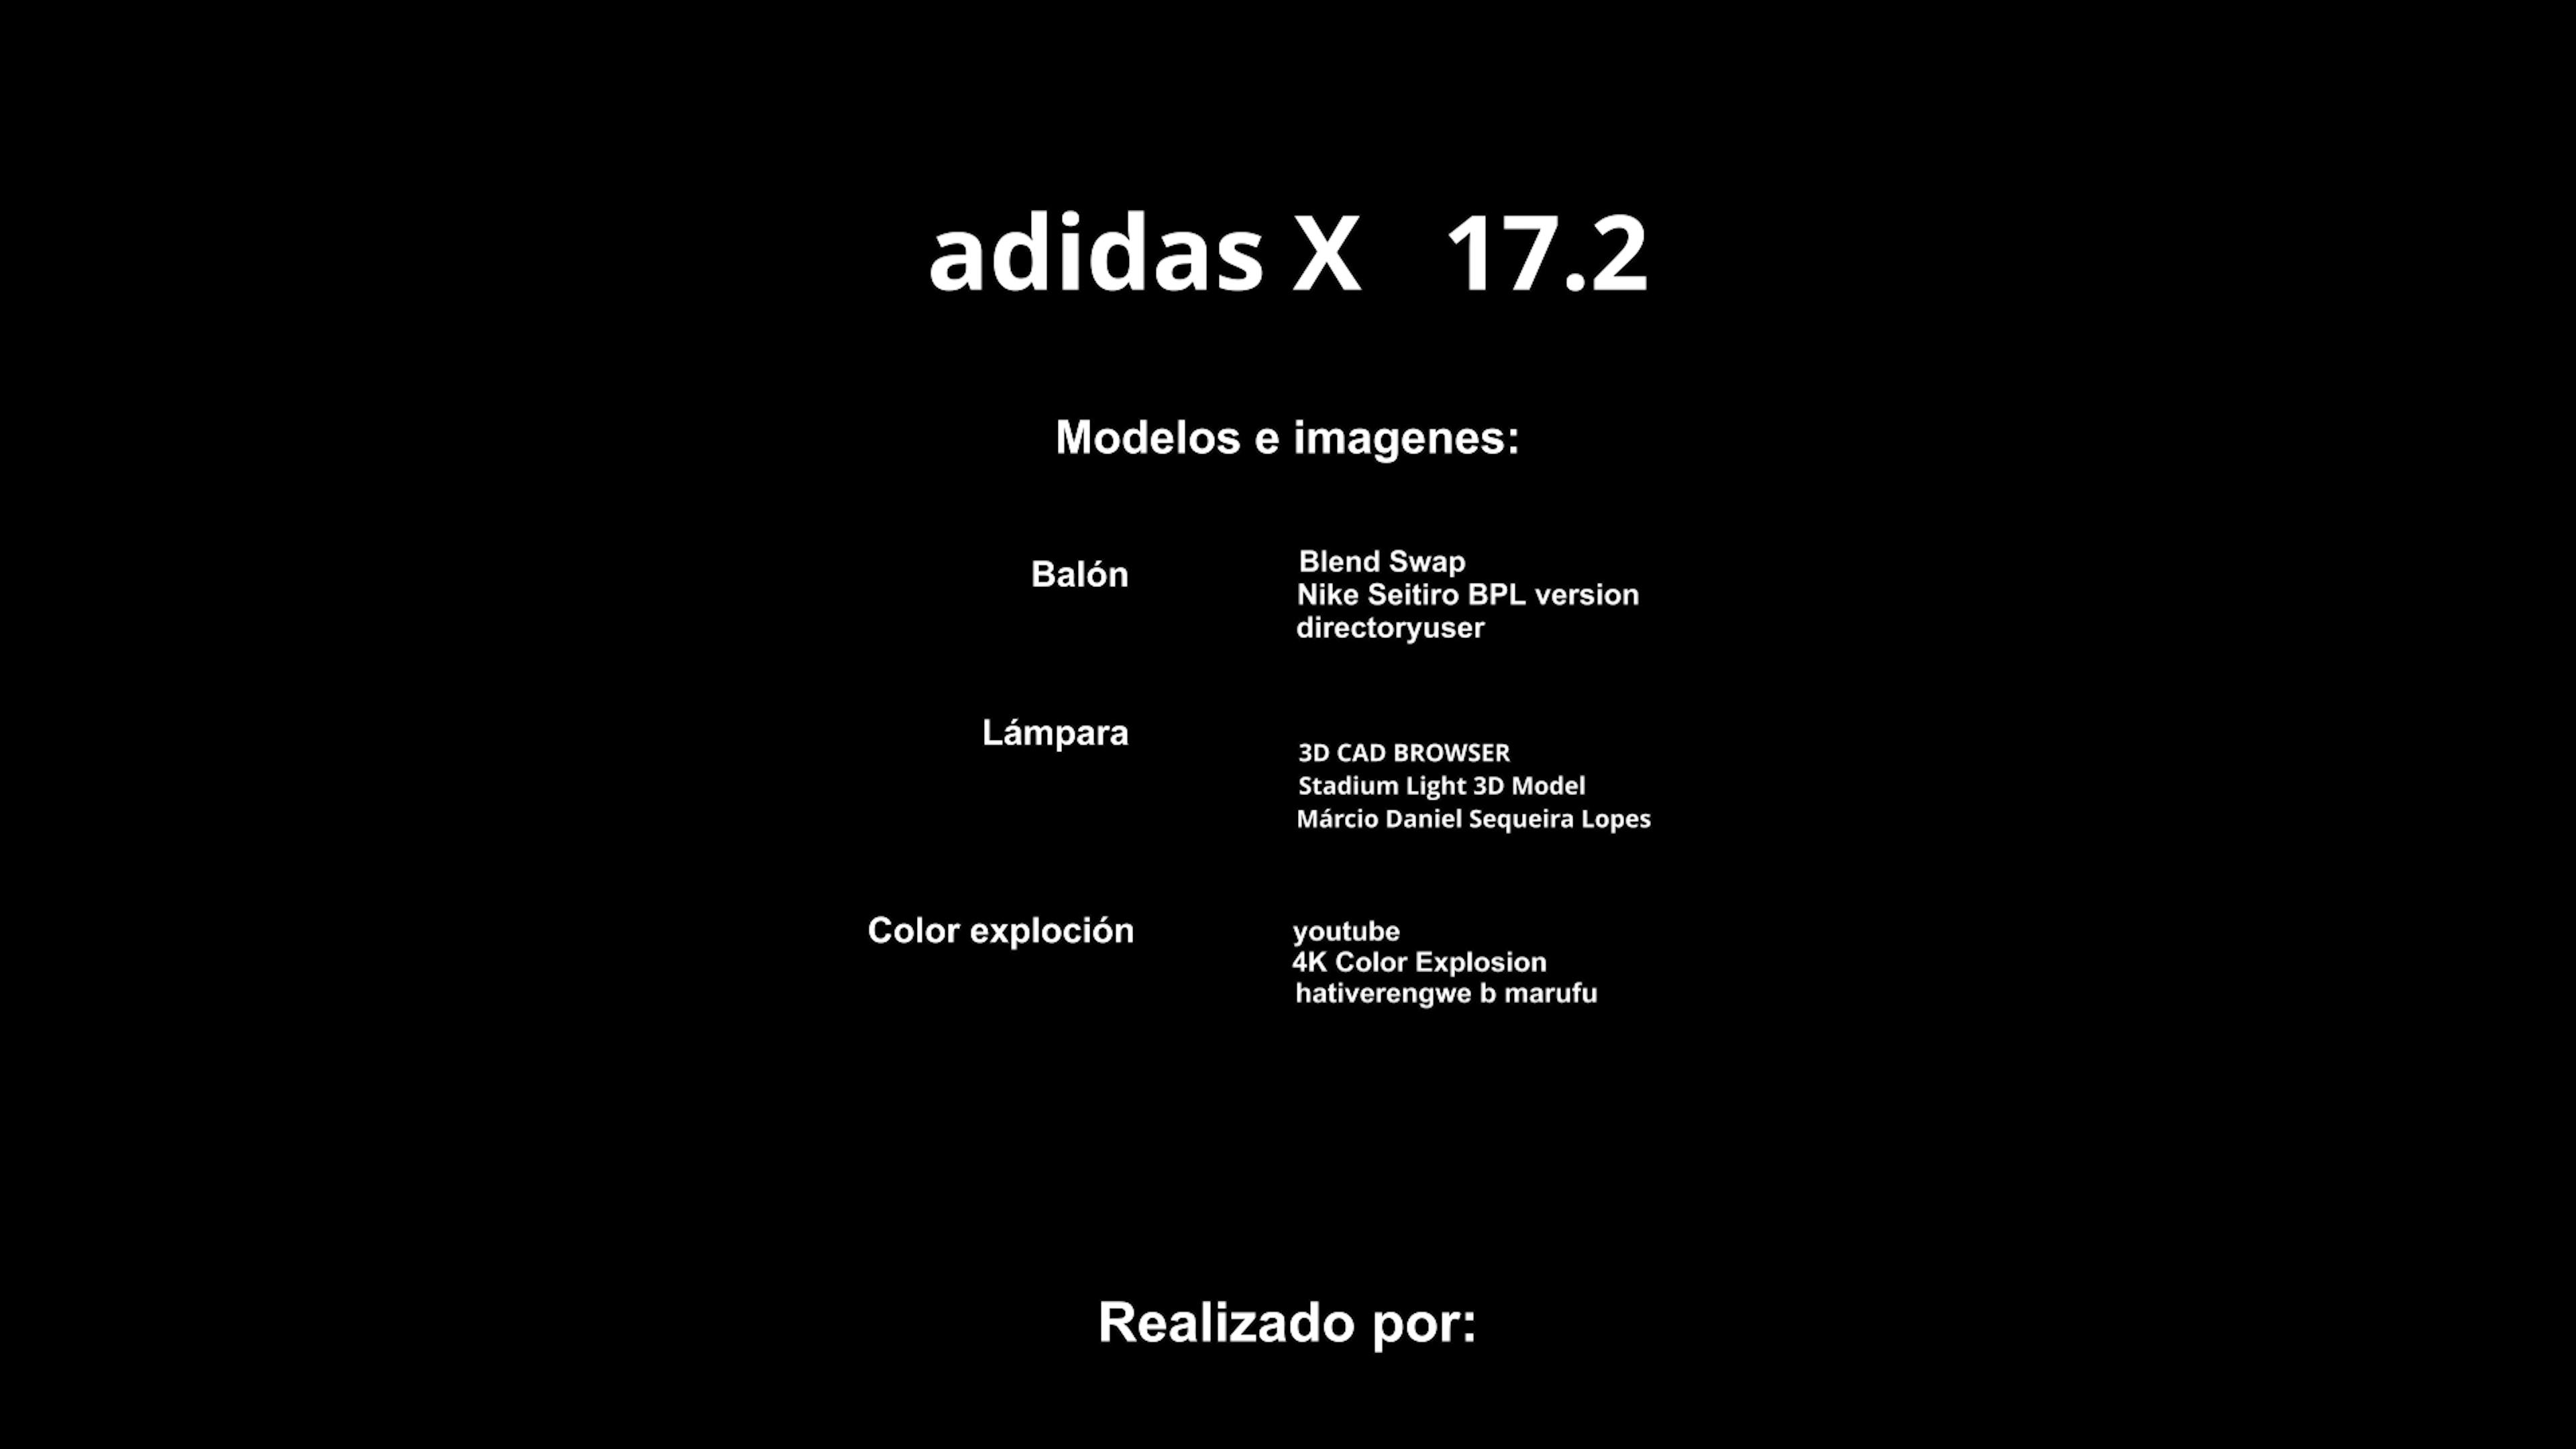 adidas X 17.2
Modelos e imagenes:
Balón
Blend Swap
Nike Seitiro BPL version
directoryuser
Lámpara
3D CAD BROWSER
Stadium Light 3D Model
Márcio Daniel Sequeira Lopes
Color exploción
youtube
4K Color Explosion
hativerengwe b marufu
Realizado por: